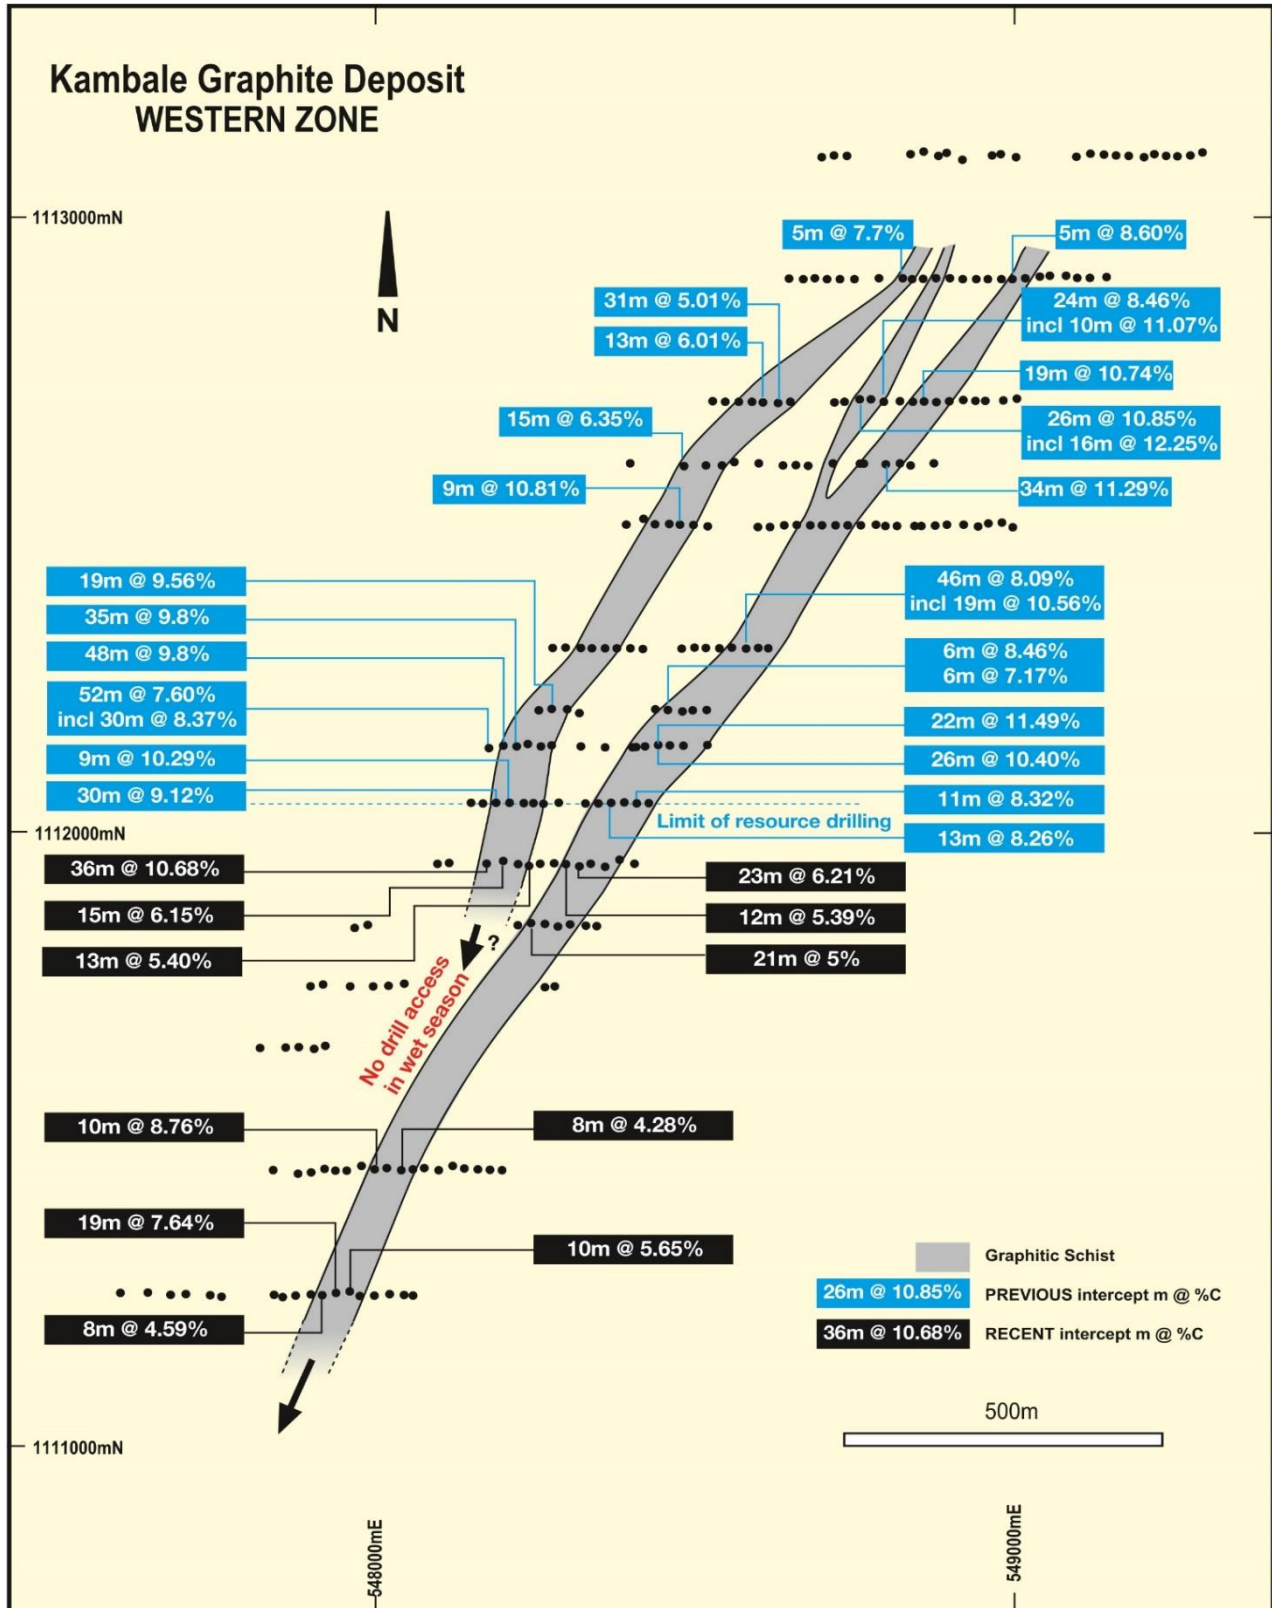 Kambale Graphite Deposit
WESTERN ZONE
1113000mN
N
5m @ 7.7%
5m @ 8.60%
31m @ 5.01%
13m @ 6.01%
24m @ 8.46%
incl 10m @ 11.07%
19m @ 10.74%
15m @ 6.35%
26m @ 10.85%
incl 16m @ 12.25%
9m @ 10.81%
34m @ 11.29%
19m @ 9.56%
35m @ 9.8%
48m @ 9.8%
52m @ 7.60%
incl 30m @ 8.37%
9m @ 10.29%
30m @ 9.12%
46m @ 8.09%
incl 19m @ 10.56%
6m @ 8.46%
6m @ 7.17%
22m @ 11.49%
26m @ 10.40%
11m @ 8.32%
13m @ 8.26%
Limit of resource drilling
1112000mN
36m @ 10.68%
15m @ 6.15%
13m @ 5.40%
23m @ 6.21%
12m @ 5.39%
21m @ 5%
?
No drill access
in wet season
10m @ 8.76%
8m @ 4.28%
19m @ 7.64%
10m @ 5.65%
8m @ 4.59%
Graphitic Schist
26m @ 10.85%
PREVIOUS intercept m @ %C
36m @ 10.68%
RECENT intercept m @ %C
500m
1111000mN
548000mE
549000mE